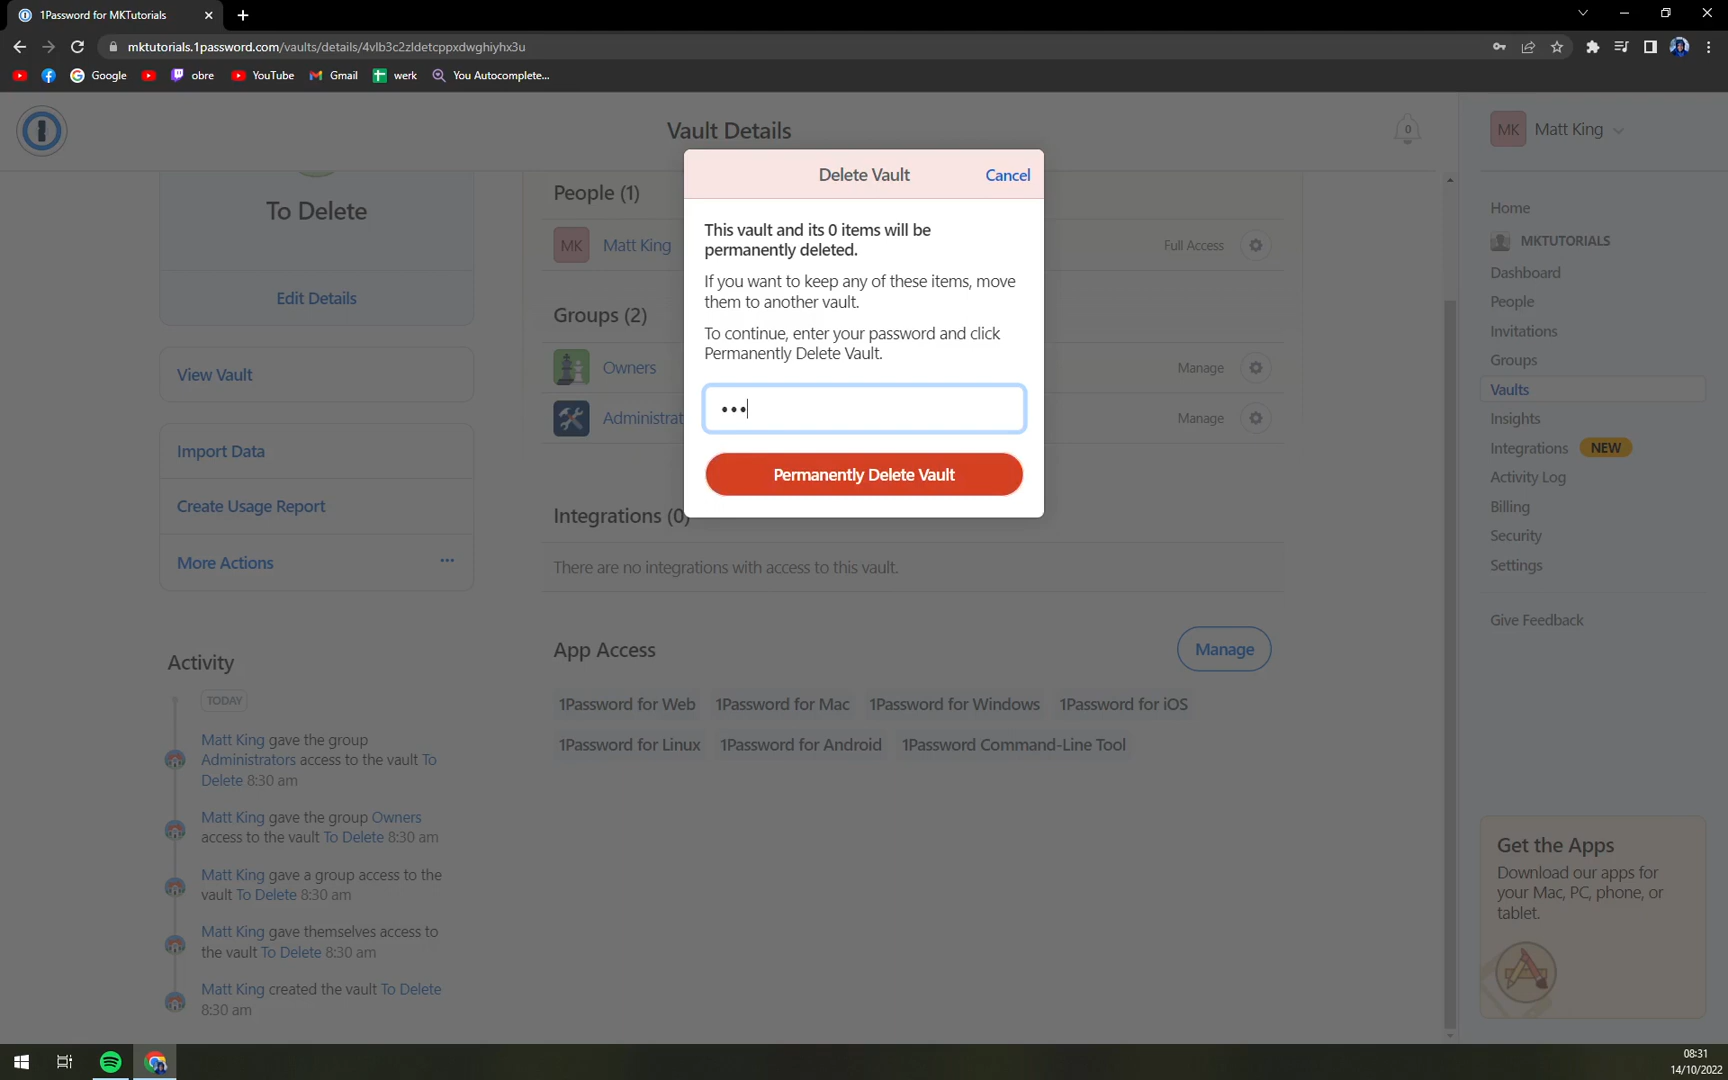 1Password for MKTutorials
mktutorials.1password.com/vaults/details/4vlb3c2zldetcppxdwghiyhx3u
Google
obre
YouTube
Gmail
werk
You Autocomplete...
Vault Details
0
MK Matt King
To Delete
Edit Details
View Vault
Import Data
Create Usage Report
More Actions ...
Activity
TODAY
Matt King gave the group
Administrators access to the vault To
Delete 8:30 am
Matt King gave the group Owners
access to the vault To Delete 8:30 am
Matt King gave a group access to the
vault To Delete 8:30 am
Matt King gave themselves access to
the vault To Delete 8:30 am
Matt King created the vault To Delete
8:30 am
People (1)
MK Matt King Full Access
Groups (2)
Owners Manage
Administrat Manage
Integrations (0)
There are no integrations with access to this vault.
App Access Manage
1Password for Web 1Password for Mac 1Password for Windows 1Password for iOS
1Password for Linux 1Password for Android 1Password Command-Line Tool
Delete Vault Cancel
This vault and its 0 items will be
permanently deleted.
If you want to keep any of these items, move
them to another vault.
To continue, enter your password and click
Permanently Delete Vault.
•••
Permanently Delete Vault
Home
MKTUTORIALS
Dashboard
People
Invitations
Groups
Vaults
Insights
Integrations NEW
Activity Log
Billing
Security
Settings
Give Feedback
Get the Apps
Download our apps for
your Mac, PC, phone, or
tablet.
08:31
14/10/2022